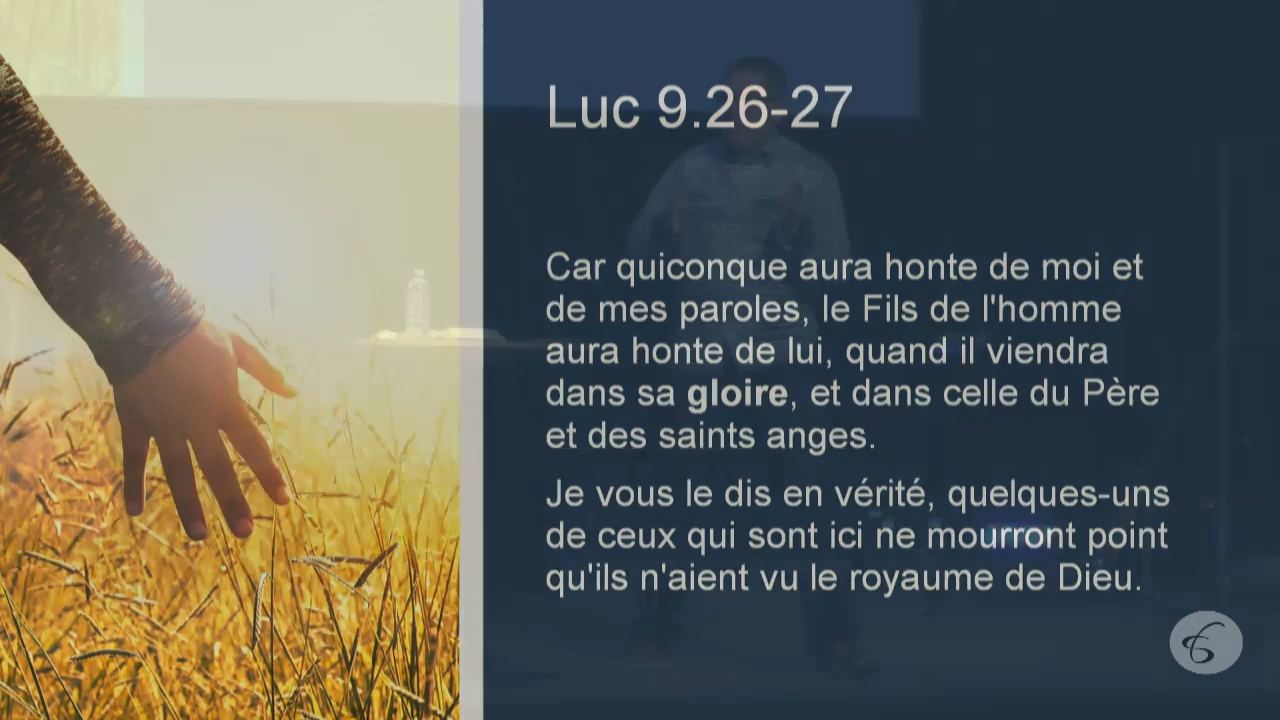 Luc 9.26-27
Car quiconque aura honte de moi et
de mes paroles, le Fils de l'homme
aura honte de lui, quand il viendra
dans sa gloire, et dans celle du Père
et des saints anges.
Je vous le dis en vérité, quelques-uns
de ceux qui sont ici ne mourront point
qu'ils n'aient vu le royaume de Dieu.